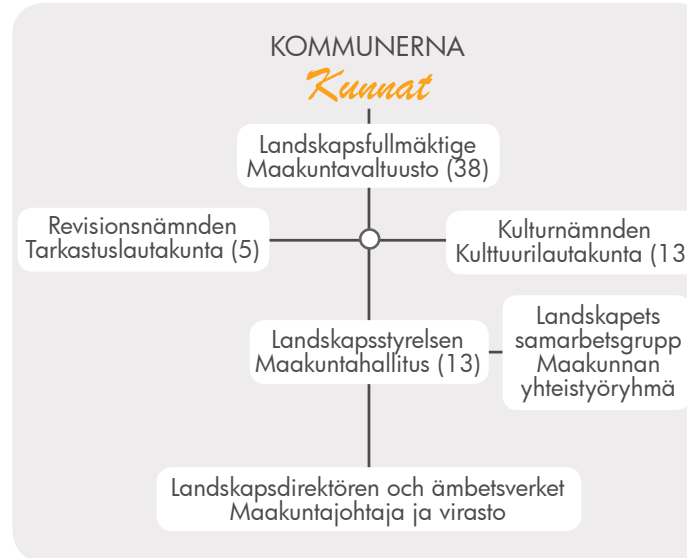 KOMMUNERNA
Kunnat
Landskapsfullmäktige
Maakuntavaltuusto (38)
Revisionsnämnden
Tarkastuslautakunta (5)
Kulturnämnden
Kulttuurilautakunta (13
Landskapsstyrelsen
Maakuntahallitus (13)
Landskapets
samarbetsgrupp
Maakunnan
yhteistyöryhmä
Landskapsdirektören och ämbetsverket
Maakuntajohtaja ja virasto